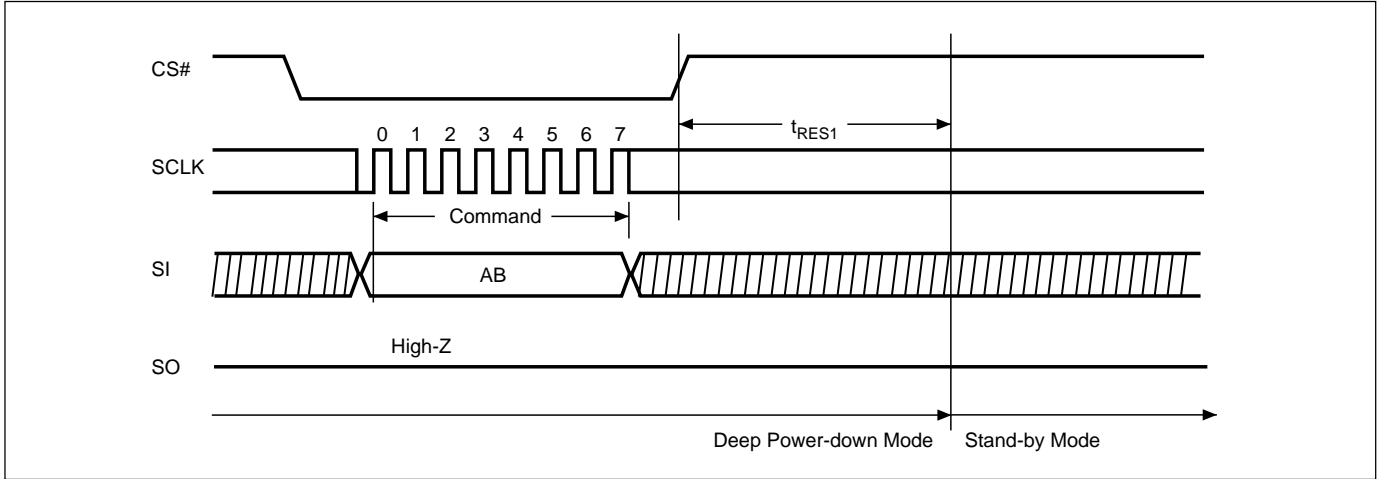 CS#
tRES1
0 1 2 3 4 5 6 7
SCLK
Command
SI
AB
High-Z
SO
Deep Power-down Mode
Stand-by Mode